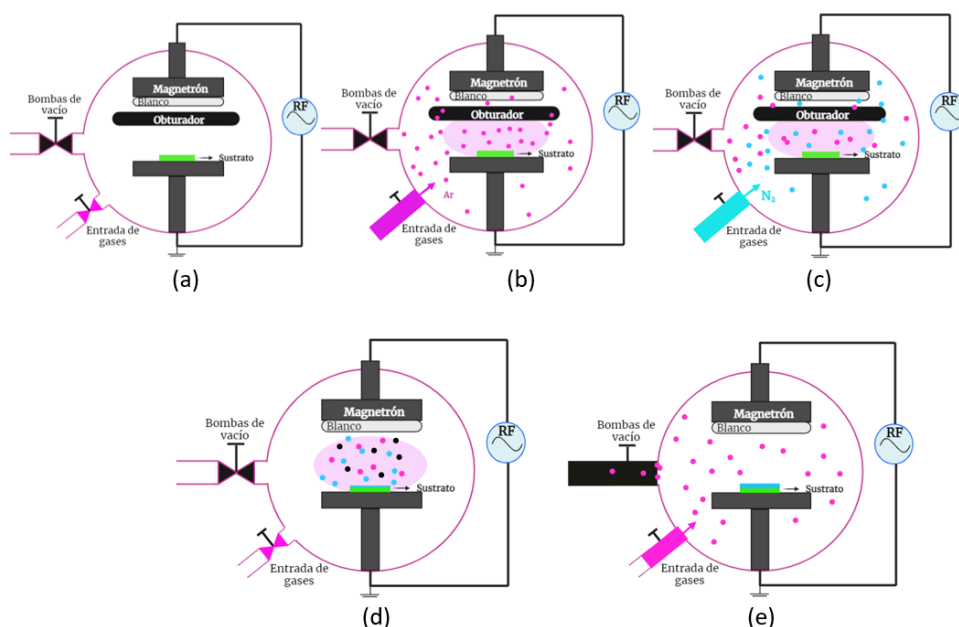 Magnetrón
Blanco
Bombas de
vacío
Obturador
RF
Sustrato
Entrada de
gases
(a)
Magnetrón
Blanco
Bombas de
vacío
Obturador
RF
Sustrato
Ar
Entrada de
gases
(b)
Magnetrón
Blanco
Bombas de
vacío
Obturador
RF
Sustrato
N₂
Entrada de
gases
(c)
Magnetrón
Blanco
Bombas de
vacío
RF
Sustrato
Entrada de
gases
(d)
Magnetrón
Blanco
Bombas de
vacío
RF
Sustrato
Entrada de
gases
(e)